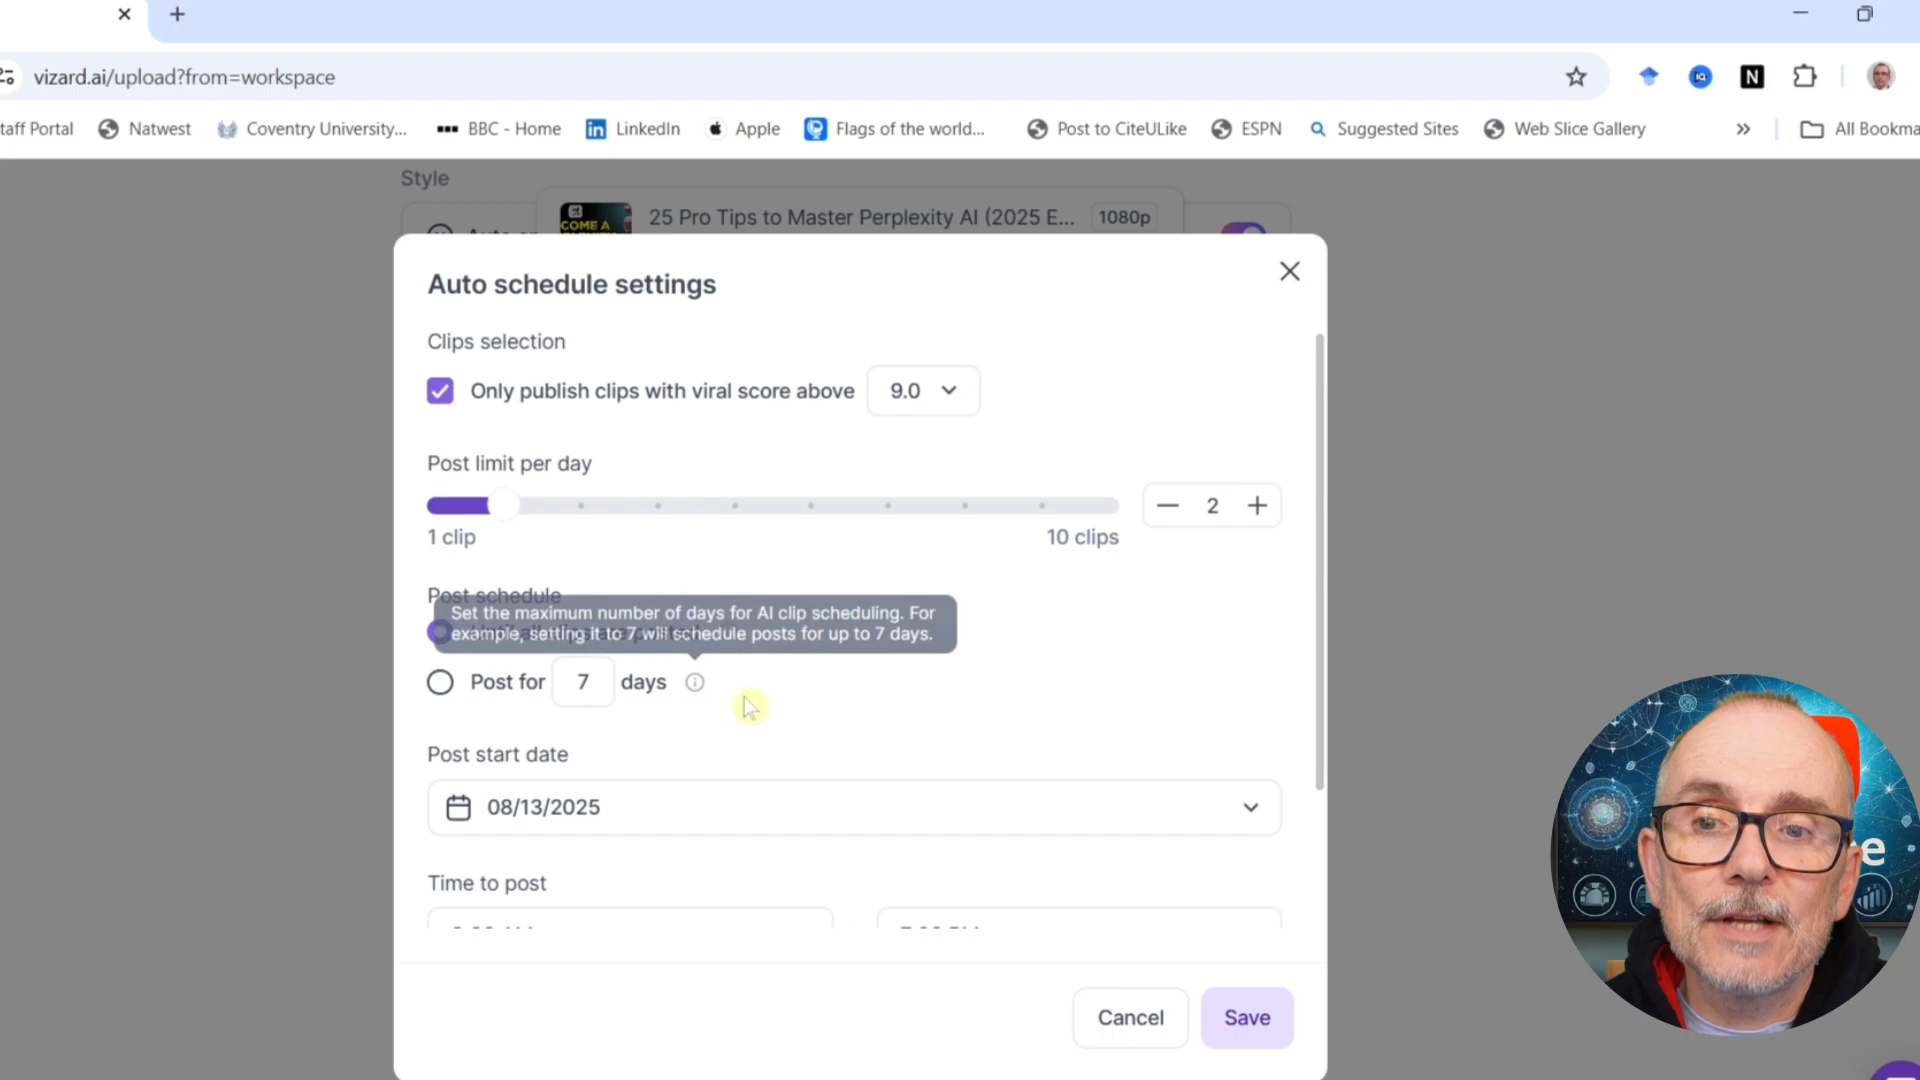 vizard.ai/upload?from=workspace
taff Portal
Natwest
Coventry University...
BBC - Home
LinkedIn
Apple
Flags of the world...
Post to CiteULike
ESPN
Suggested Sites
Web Slice Gallery
»
All Bookma
Style
COME A
25 Pro Tips to Master Perplexity AI (2025 E...
1080p
Auto schedule settings
Clips selection
Only publish clips with viral score above
9.0
Post limit per day
2
1 clip
10 clips
Post schedule
Set the maximum number of days for AI clip scheduling. For
example, setting it to 7 will schedule posts for up to 7 days.
Post for
7
days
Post start date
08/13/2025
Time to post
Cancel
Save
e